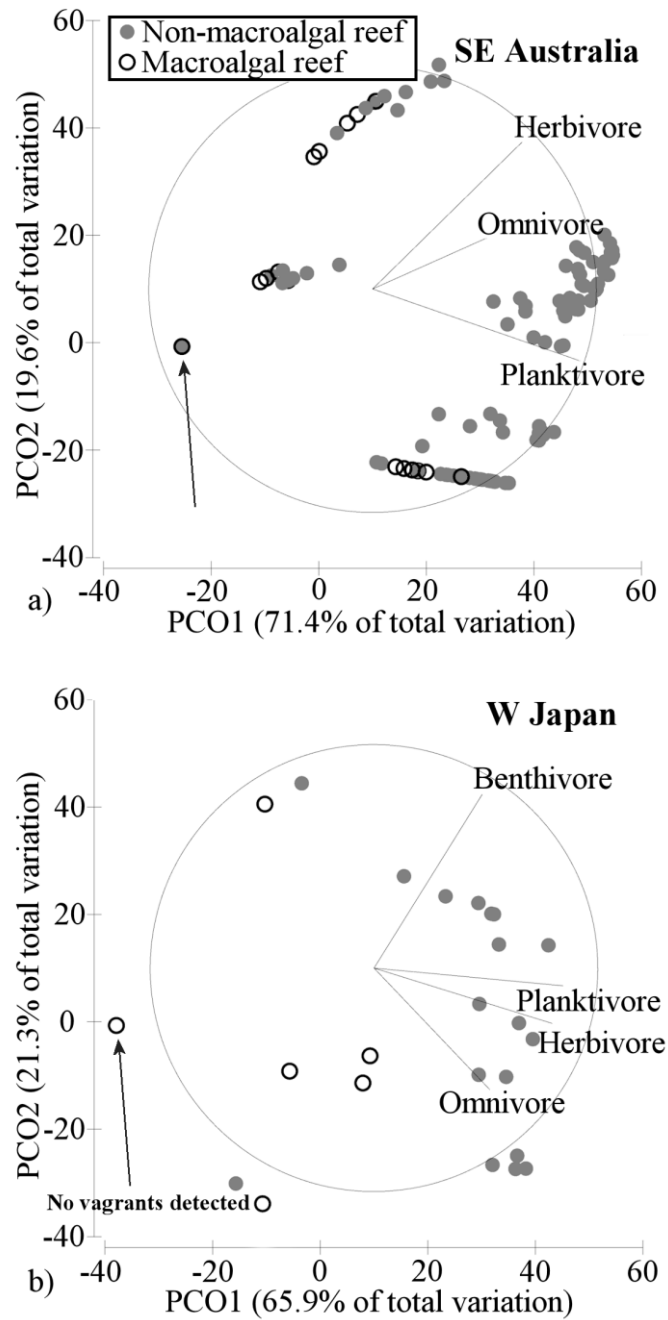 60
Non-macroalgal reef
Macroalgal reef
SE Australia
40
Herbivore
20
Omnivore
0
Planktivore
-20
-40
PCO2 (19.6% of total variation)
-40 -20 0 20 40 60
a)
PCO1 (71.4% of total variation)
60
W Japan
Benthivore
40
20
0
Planktivore
Herbivore
Omnivore
-20
No vagrants detected
-40
PCO2 (21.3% of total variation)
-40 -20 0 20 40 60
b)
PCO1 (65.9% of total variation)